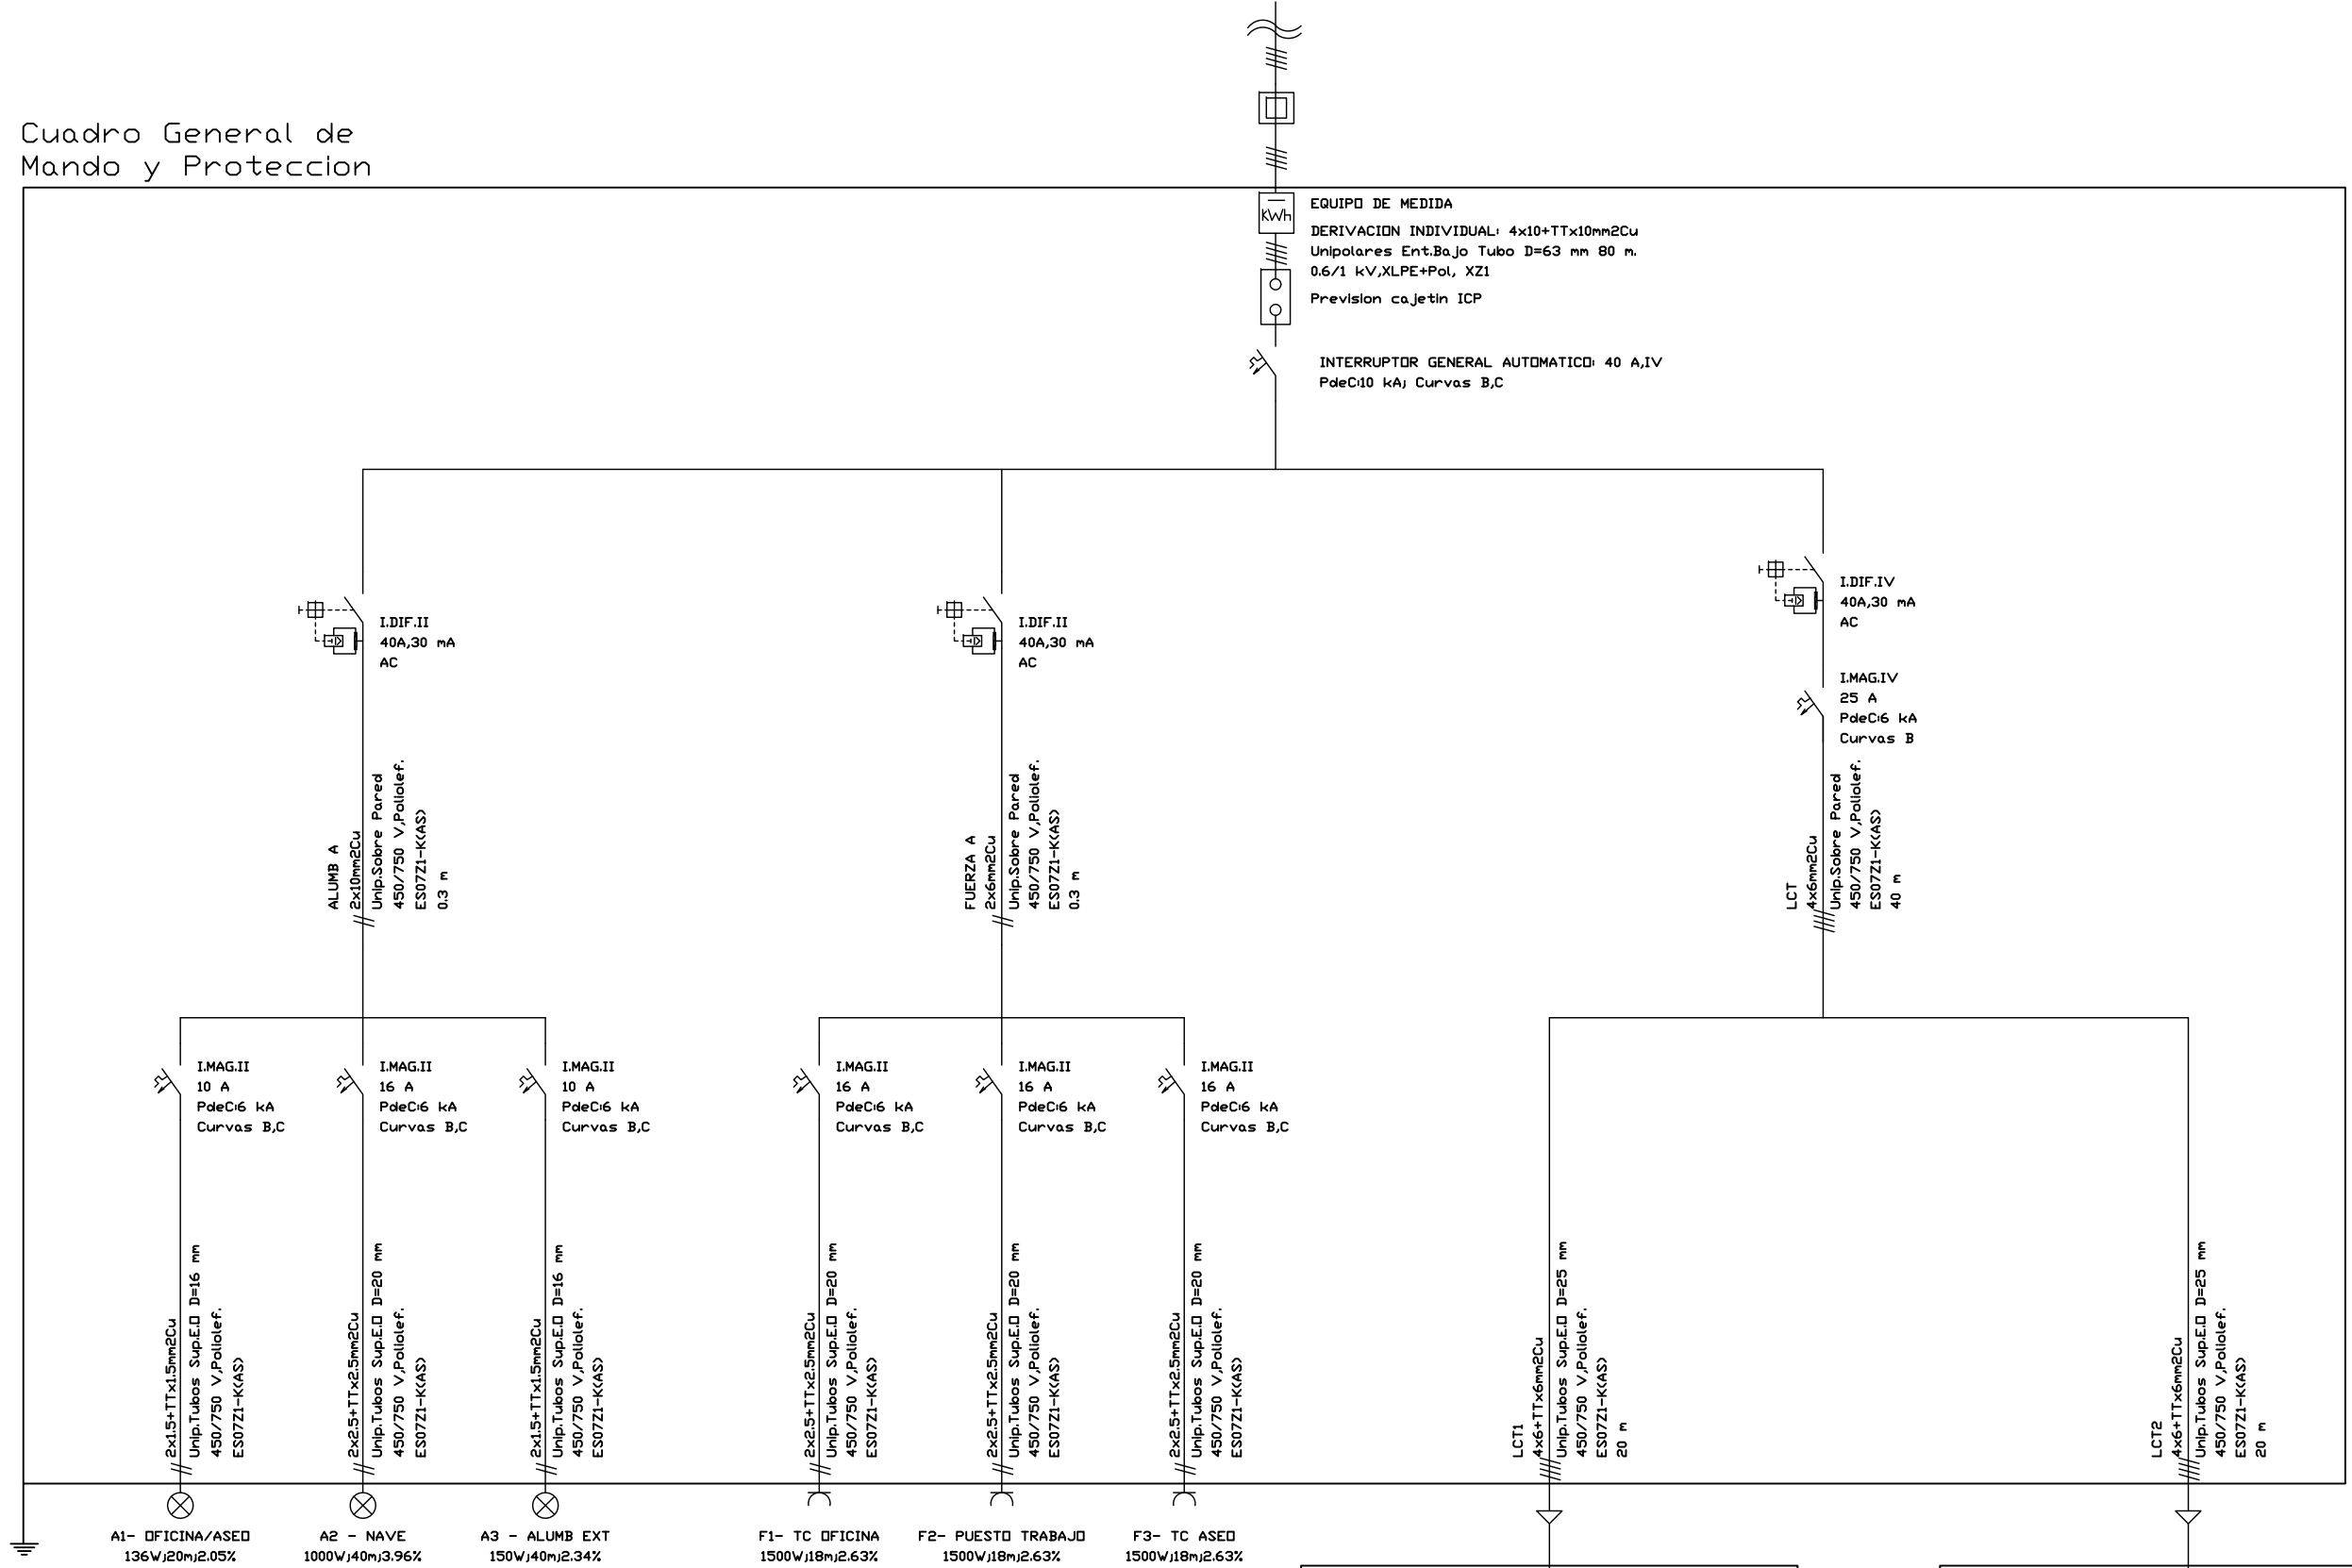 Cuadro General de
Mando y Proteccion
KWh
EQUIPO DE MEDIDA
DERIVACION INDIVIDUAL: 4x10+TTx10mm2Cu
Unipolares Ent.Bajo Tubo D=63 mm 80 m.
0.6/1 kV,XLPE+Pol, XZ1
Prevision cajetin ICP
INTERRUPTOR GENERAL AUTOMATICO: 40 A,IV
PdeC:10 kA; Curvas B,C
I.DIF.II
40A,30 mA
AC
I.DIF.II
40A,30 mA
AC
I.DIF.IV
40A,30 mA
AC
I.MAG.IV
25 A
PdeC:6 kA
Curvas B
ALUMB A
2x10mm2Cu
Unip.Sobre Pared
450/750 V,Poliolef.
ES07Z1-K(AS)
0.3 m
FUERZA A
2x6mm2Cu
Unip.Sobre Pared
450/750 V,Poliolef.
ES07Z1-K(AS)
0.3 m
LCT
4x6mm2Cu
Unip.Sobre Pared
450/750 V,Poliolef.
ES07Z1-K(AS)
40 m
I.MAG.II
10 A
PdeC:6 kA
Curvas B,C
I.MAG.II
16 A
PdeC:6 kA
Curvas B,C
I.MAG.II
10 A
PdeC:6 kA
Curvas B,C
I.MAG.II
16 A
PdeC:6 kA
Curvas B,C
I.MAG.II
16 A
PdeC:6 kA
Curvas B,C
I.MAG.II
16 A
PdeC:6 kA
Curvas B,C
2x1.5+TTx1.5mm2Cu
Unip.Tubos Sup.E.O D=16 mm
450/750 V,Poliolef.
ES07Z1-K(AS)
2x2.5+TTx2.5mm2Cu
Unip.Tubos Sup.E.O D=20 mm
450/750 V,Poliolef.
ES07Z1-K(AS)
2x1.5+TTx1.5mm2Cu
Unip.Tubos Sup.E.O D=16 mm
450/750 V,Poliolef.
ES07Z1-K(AS)
2x2.5+TTx2.5mm2Cu
Unip.Tubos Sup.E.O D=20 mm
450/750 V,Poliolef.
ES07Z1-K(AS)
2x2.5+TTx2.5mm2Cu
Unip.Tubos Sup.E.O D=20 mm
450/750 V,Poliolef.
ES07Z1-K(AS)
2x2.5+TTx2.5mm2Cu
Unip.Tubos Sup.E.O D=20 mm
450/750 V,Poliolef.
ES07Z1-K(AS)
LCT1
4x6+TTx6mm2Cu
Unip.Tubos Sup.E.O D=25 mm
450/750 V,Poliolef.
ES07Z1-K(AS)
20 m
LCT2
4x6+TTx6mm2Cu
Unip.Tubos Sup.E.O D=25 mm
450/750 V,Poliolef.
ES07Z1-K(AS)
20 m
A1- OFICINA/ASEO
136W;20m;2.05%
A2 - NAVE
1000W;40m;3.96%
A3 - ALUMB EXT
150W;40m;2.34%
F1- TC OFICINA
1500W;18m;2.63%
F2- PUESTO TRABAJO
1500W;18m;2.63%
F3- TC ASEO
1500W;18m;2.63%